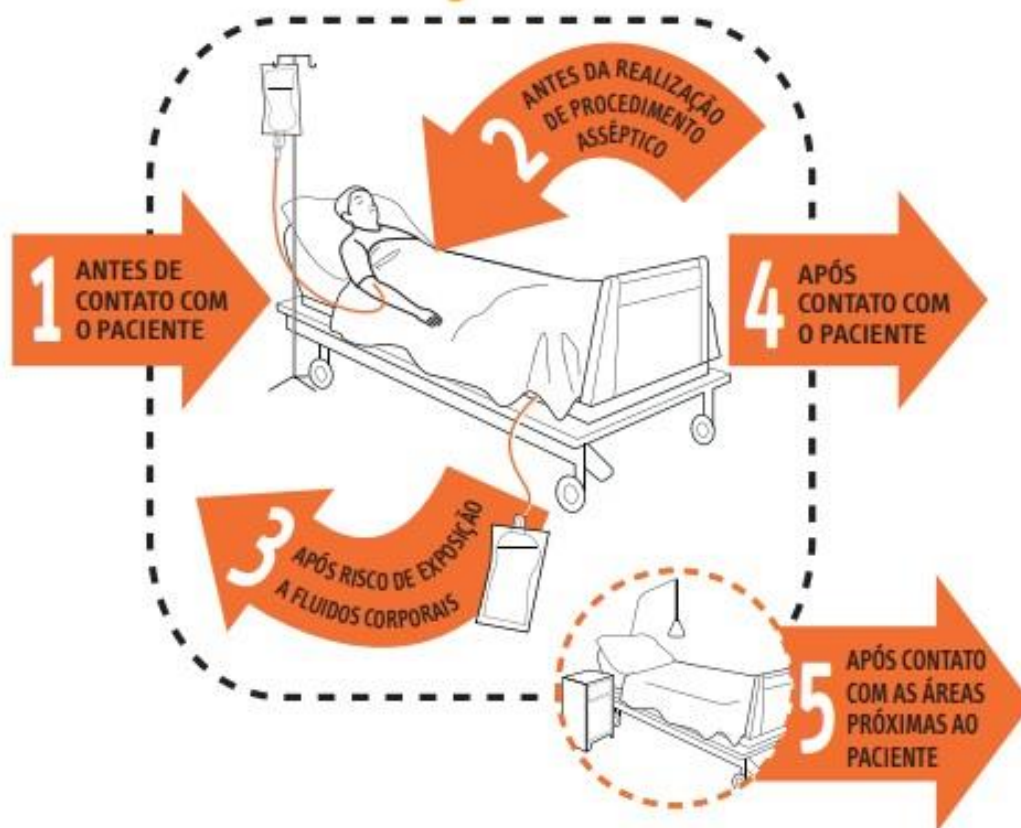 1 ANTES DE
CONTATO COM
O PACIENTE
2 ANTES DA REALIZAÇÃO
DE PROCEDIMENTO
ASSÉPTICO
3 APÓS RISCO DE EXPOSIÇÃO
A FLUIDOS CORPORAIS
4 APÓS
CONTATO COM
O PACIENTE
5 APÓS CONTATO
COM AS ÁREAS
PRÓXIMAS AO
PACIENTE